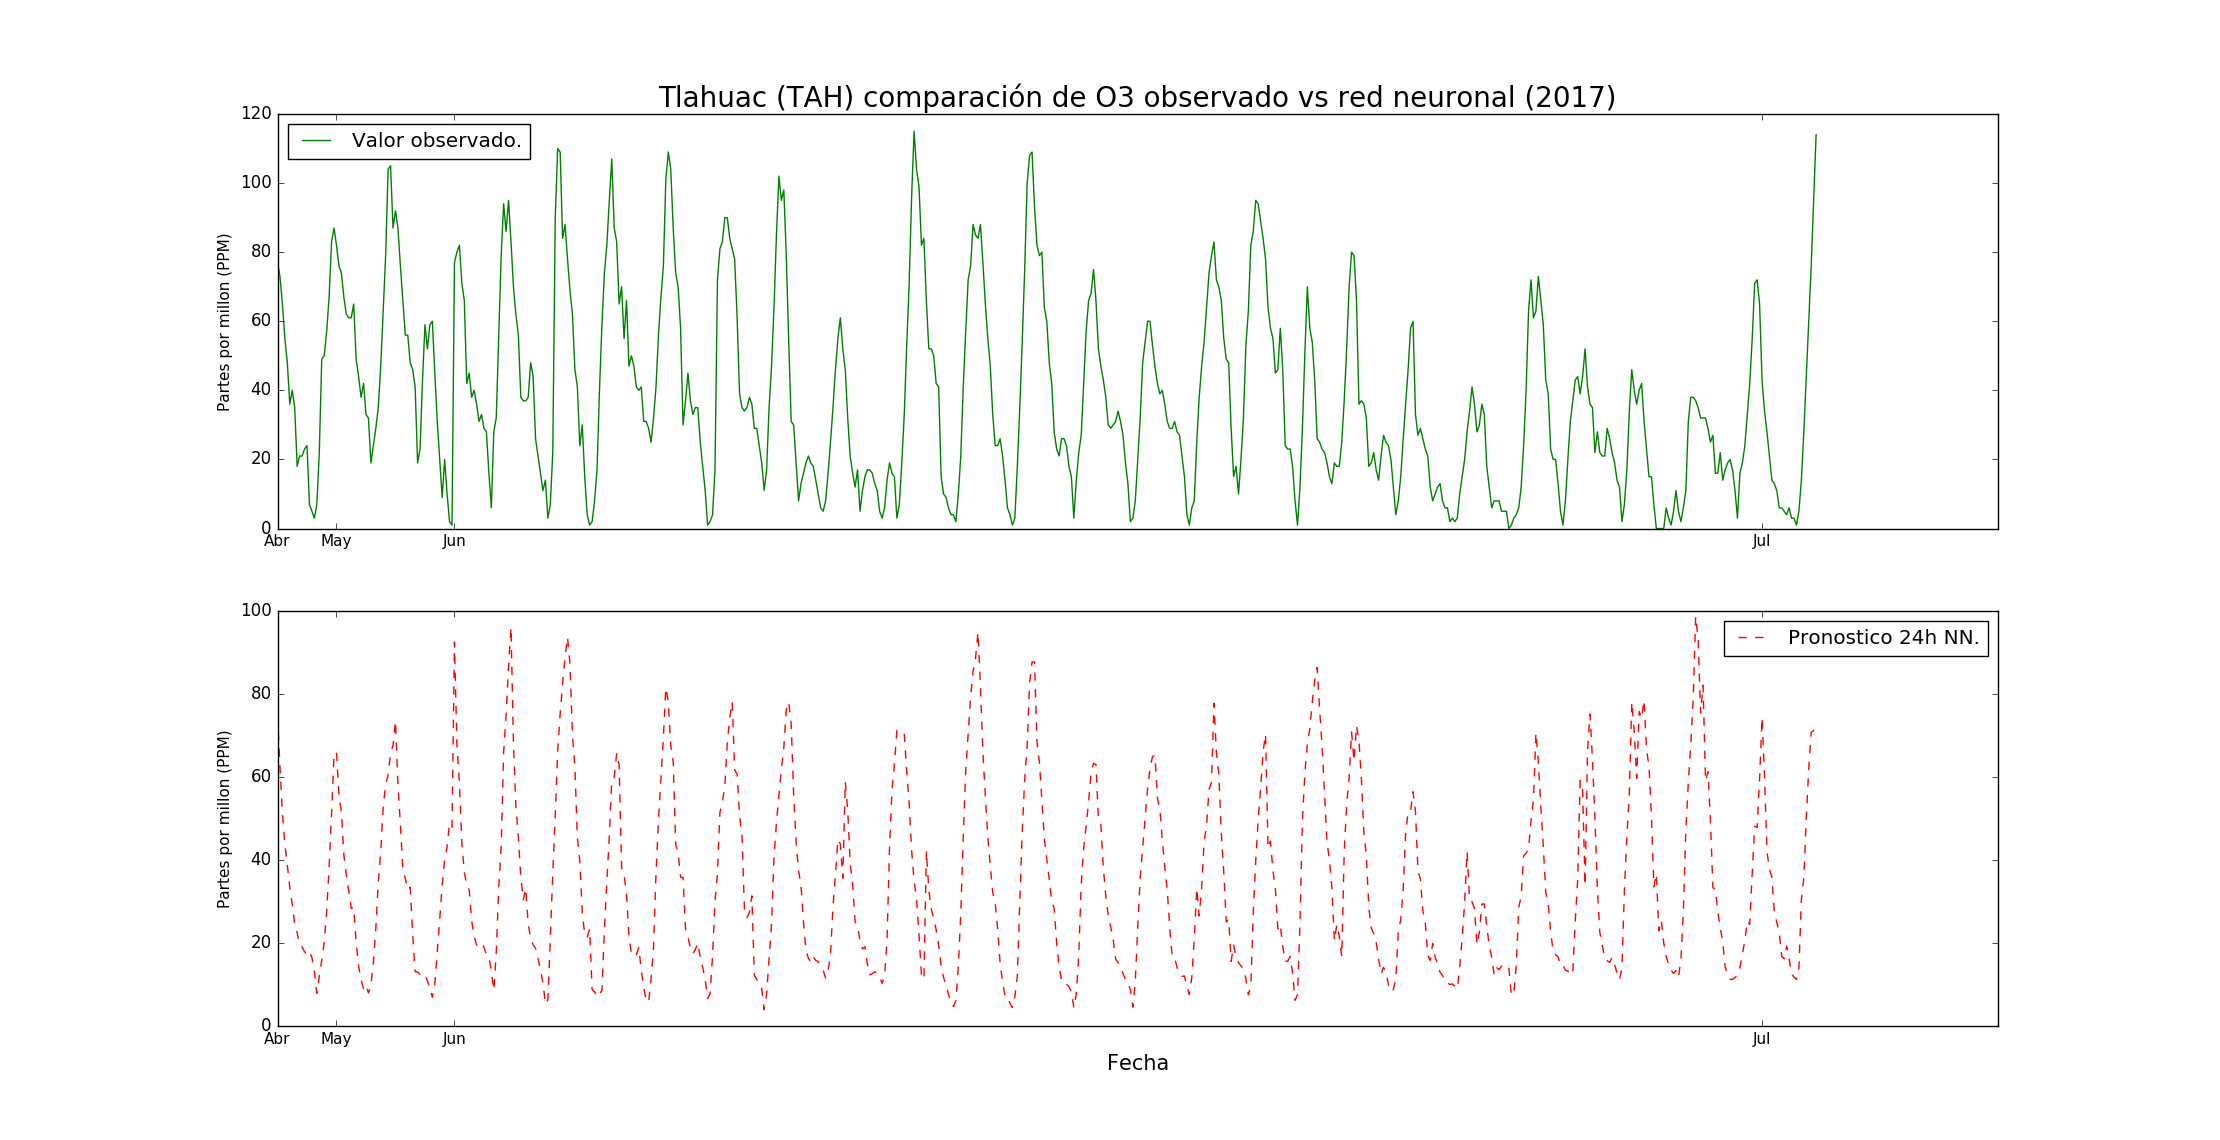 Tlahuac (TAH) comparación de O3 observado vs red neuronal (2017)
Valor observado.
Partes por millon (PPM)
120
100
80
60
40
20
0
Abr May Jun Jul
Pronostico 24h NN.
Partes por millon (PPM)
100
80
60
40
20
0
Abr May Jun Jul
Fecha